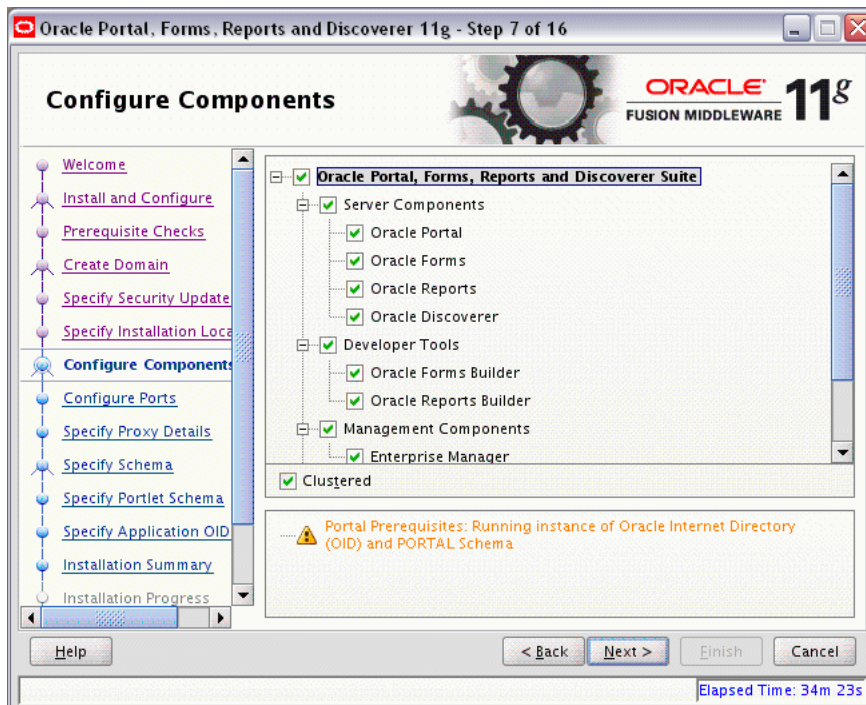 Oracle Portal, Forms, Reports and Discoverer 11g - Step 7 of 16
Configure Components
ORACLE
FUSION MIDDLEWARE
11g
Welcome
Install and Configure
Prerequisite Checks
Create Domain
Specify Security Update
Specify Installation Loca
Configure Components
Configure Ports
Specify Proxy Details
Specify Schema
Specify Portlet Schema
Specify Application OID
Installation Summary
Installation Progress
Oracle Portal, Forms, Reports and Discoverer Suite
Server Components
Oracle Portal
Oracle Forms
Oracle Reports
Oracle Discoverer
Developer Tools
Oracle Forms Builder
Oracle Reports Builder
Management Components
Enterprise Manager
Clustered
Portal Prerequisites: Running instance of Oracle Internet Directory
(OID) and PORTAL Schema
Help
< Back
Next >
Finish
Cancel
Elapsed Time: 34m 23s